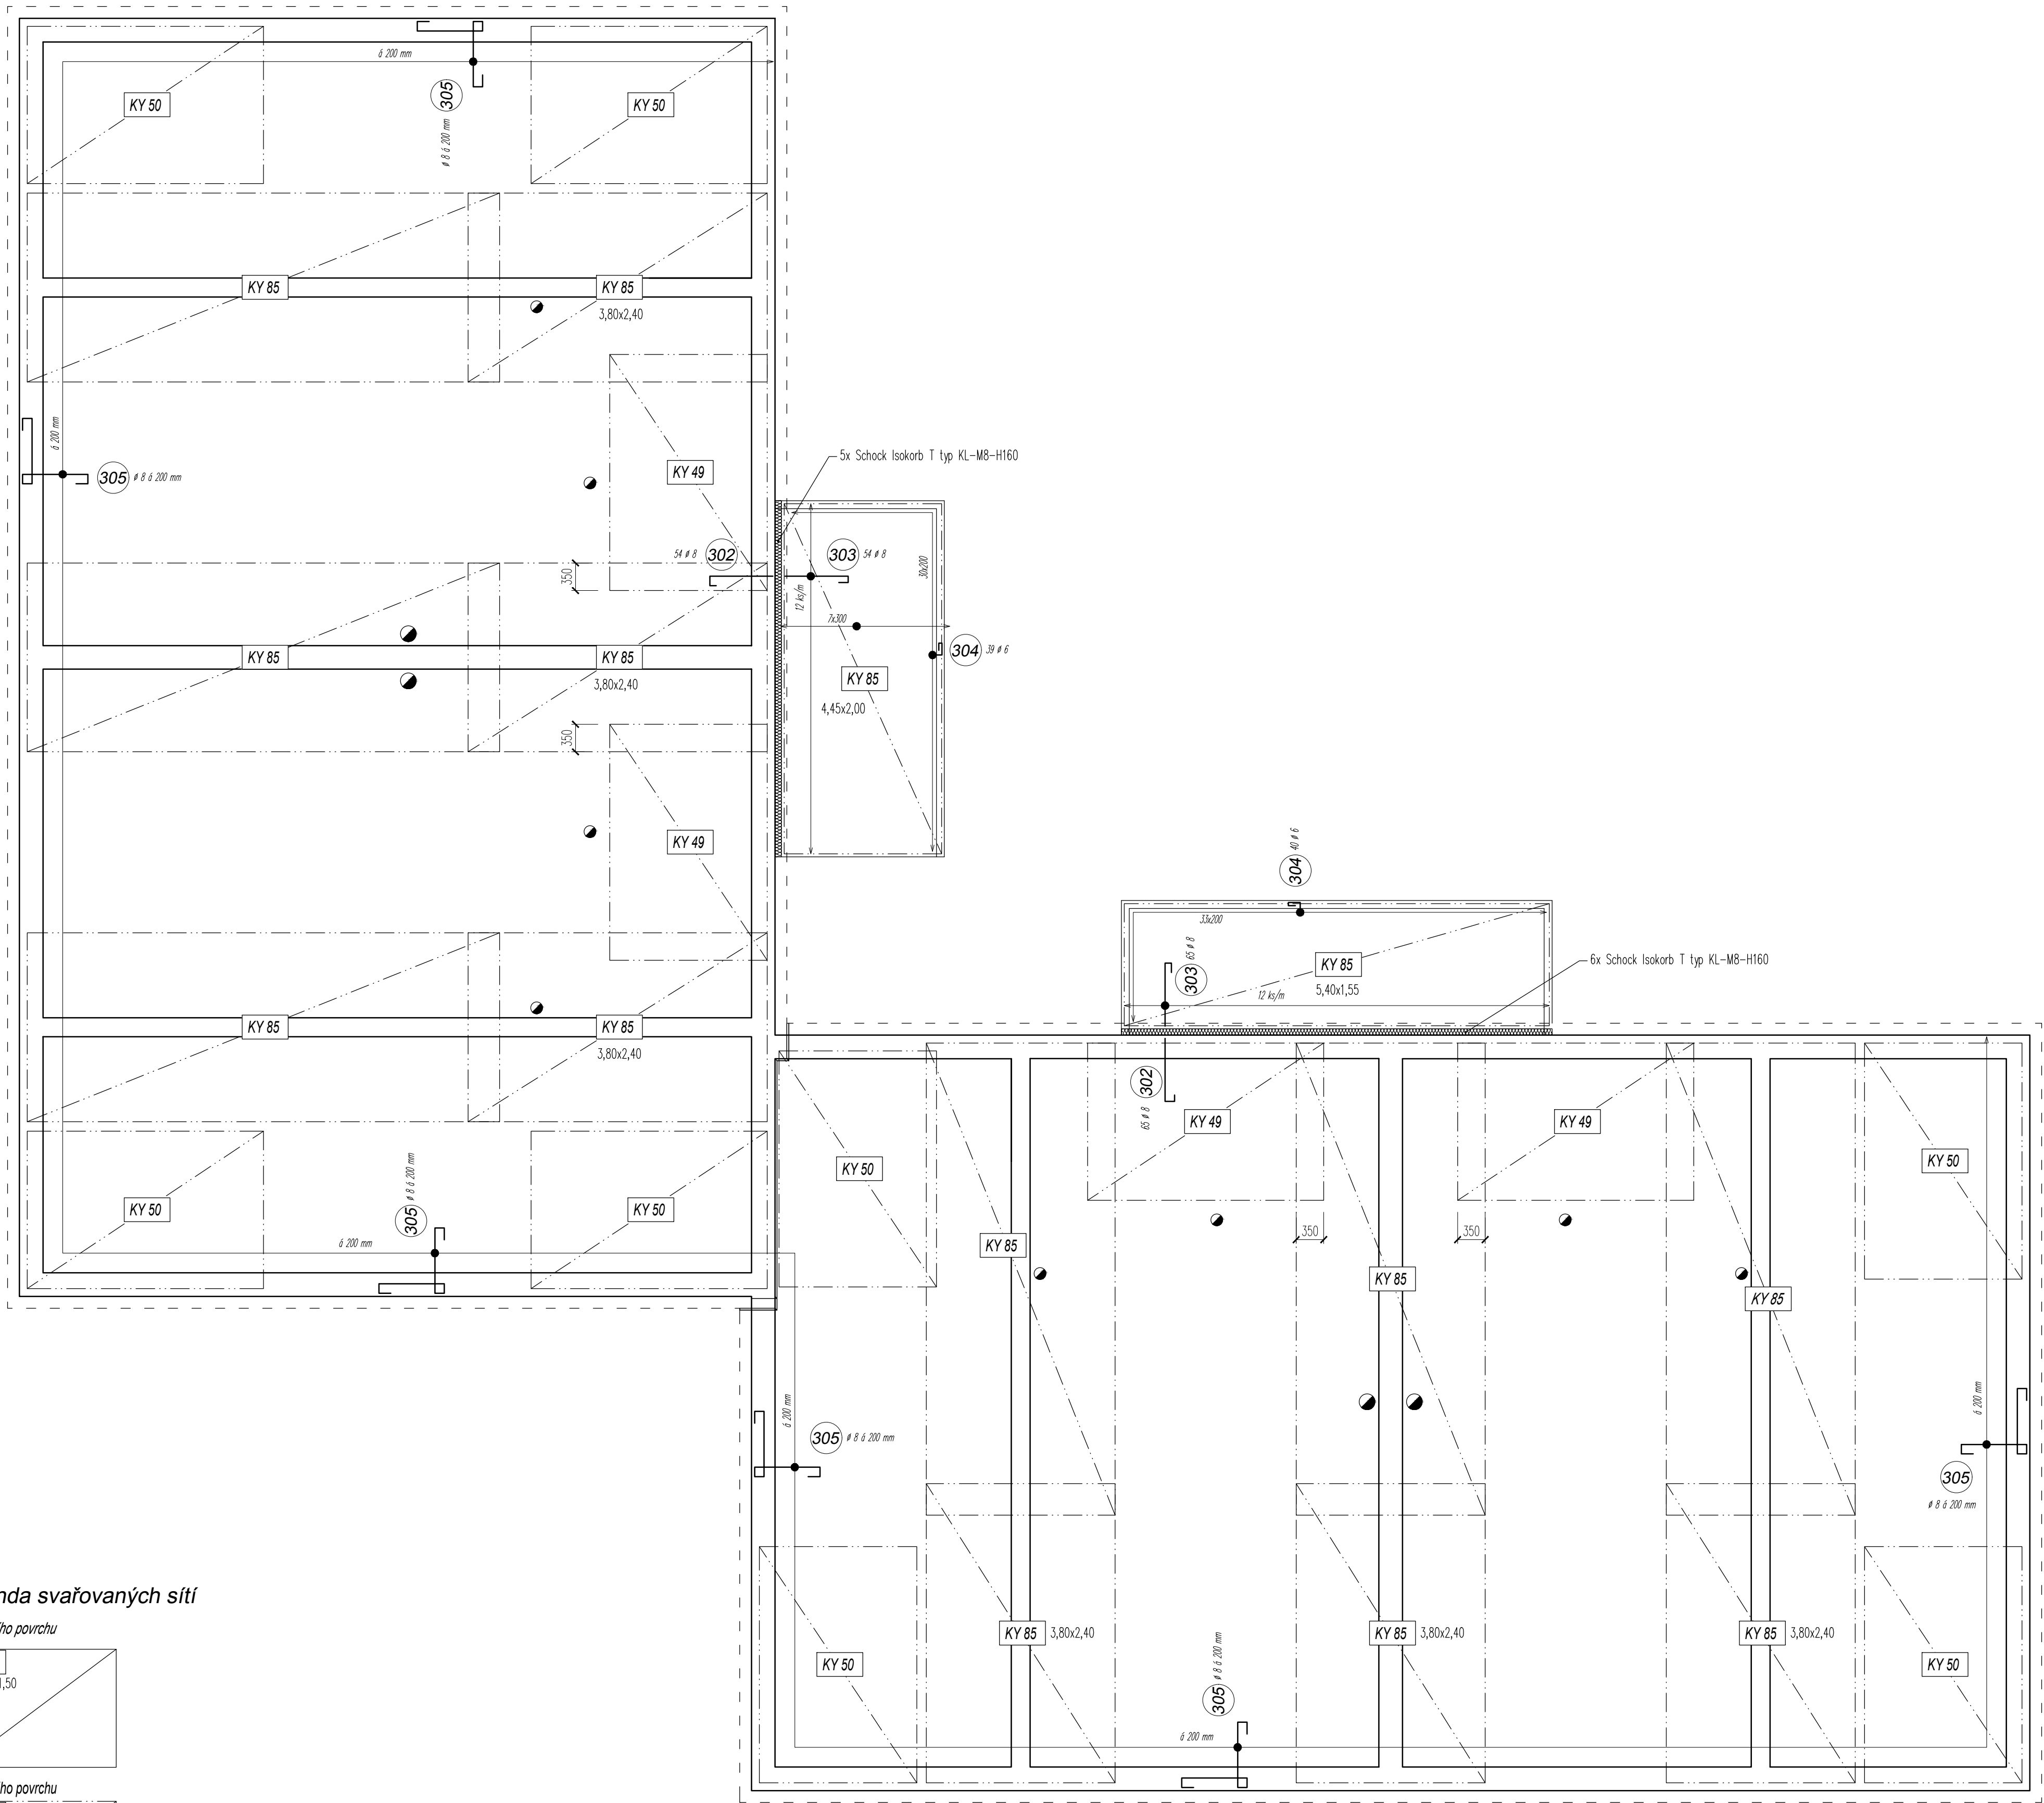 á 200 mm
KY 50
KY 50
305
ø 8 á 200 mm
KY 85
KY 85
3,80x2,40
á 200 mm
305 ø 8 á 200 mm
KY 49
5x Schock Isokorb T typ KL-M8-H160
54 ø 8 302
303 54 ø 8
350
12 ks/m
30x200
7x300
304 39 ø 6
KY 85
KY 85
3,80x2,40
KY 85
4,45x2,00
350
KY 49
304 40 ø 6
33x200
303 65 ø 8
KY 85
5,40x1,55
12 ks/m
6x Schock Isokorb T typ KL-M8-H160
KY 85
KY 85
3,80x2,40
302
65 ø 8
KY 49
KY 49
KY 50
KY 50
KY 50
KY 50
305 ø 8 á 200 mm
á 200 mm
350
350
KY 85
KY 85
KY 85
á 200 mm
305 ø 8 á 200 mm
á 200 mm
305
ø 8 á 200 mm
nda svařovaných sítí
ího povrchu
,50
KY 85 3,80x2,40
KY 85 3,80x2,40
KY 85 3,80x2,40
KY 50
KY 50
305 ø 8 á 200 mm
á 200 mm
ího povrchu